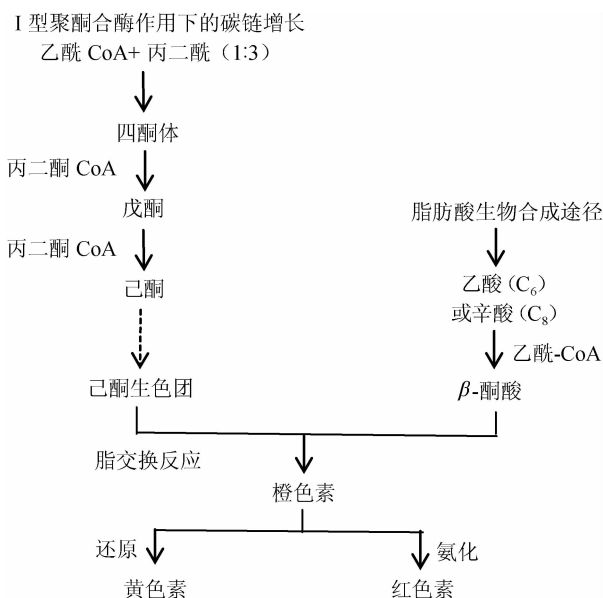 I 型聚酮合酶作用下的碳链增长
乙酰 CoA+ 丙二酰（1:3）
四酮体
丙二酮 CoA
戊酮
丙二酮 CoA
己酮
己酮生色团
脂肪酸生物合成途径
乙酸（C₆）
或辛酸（C₈）
乙酰-CoA
β-酮酸
脂交换反应
橙色素
还原
氨化
黄色素
红色素